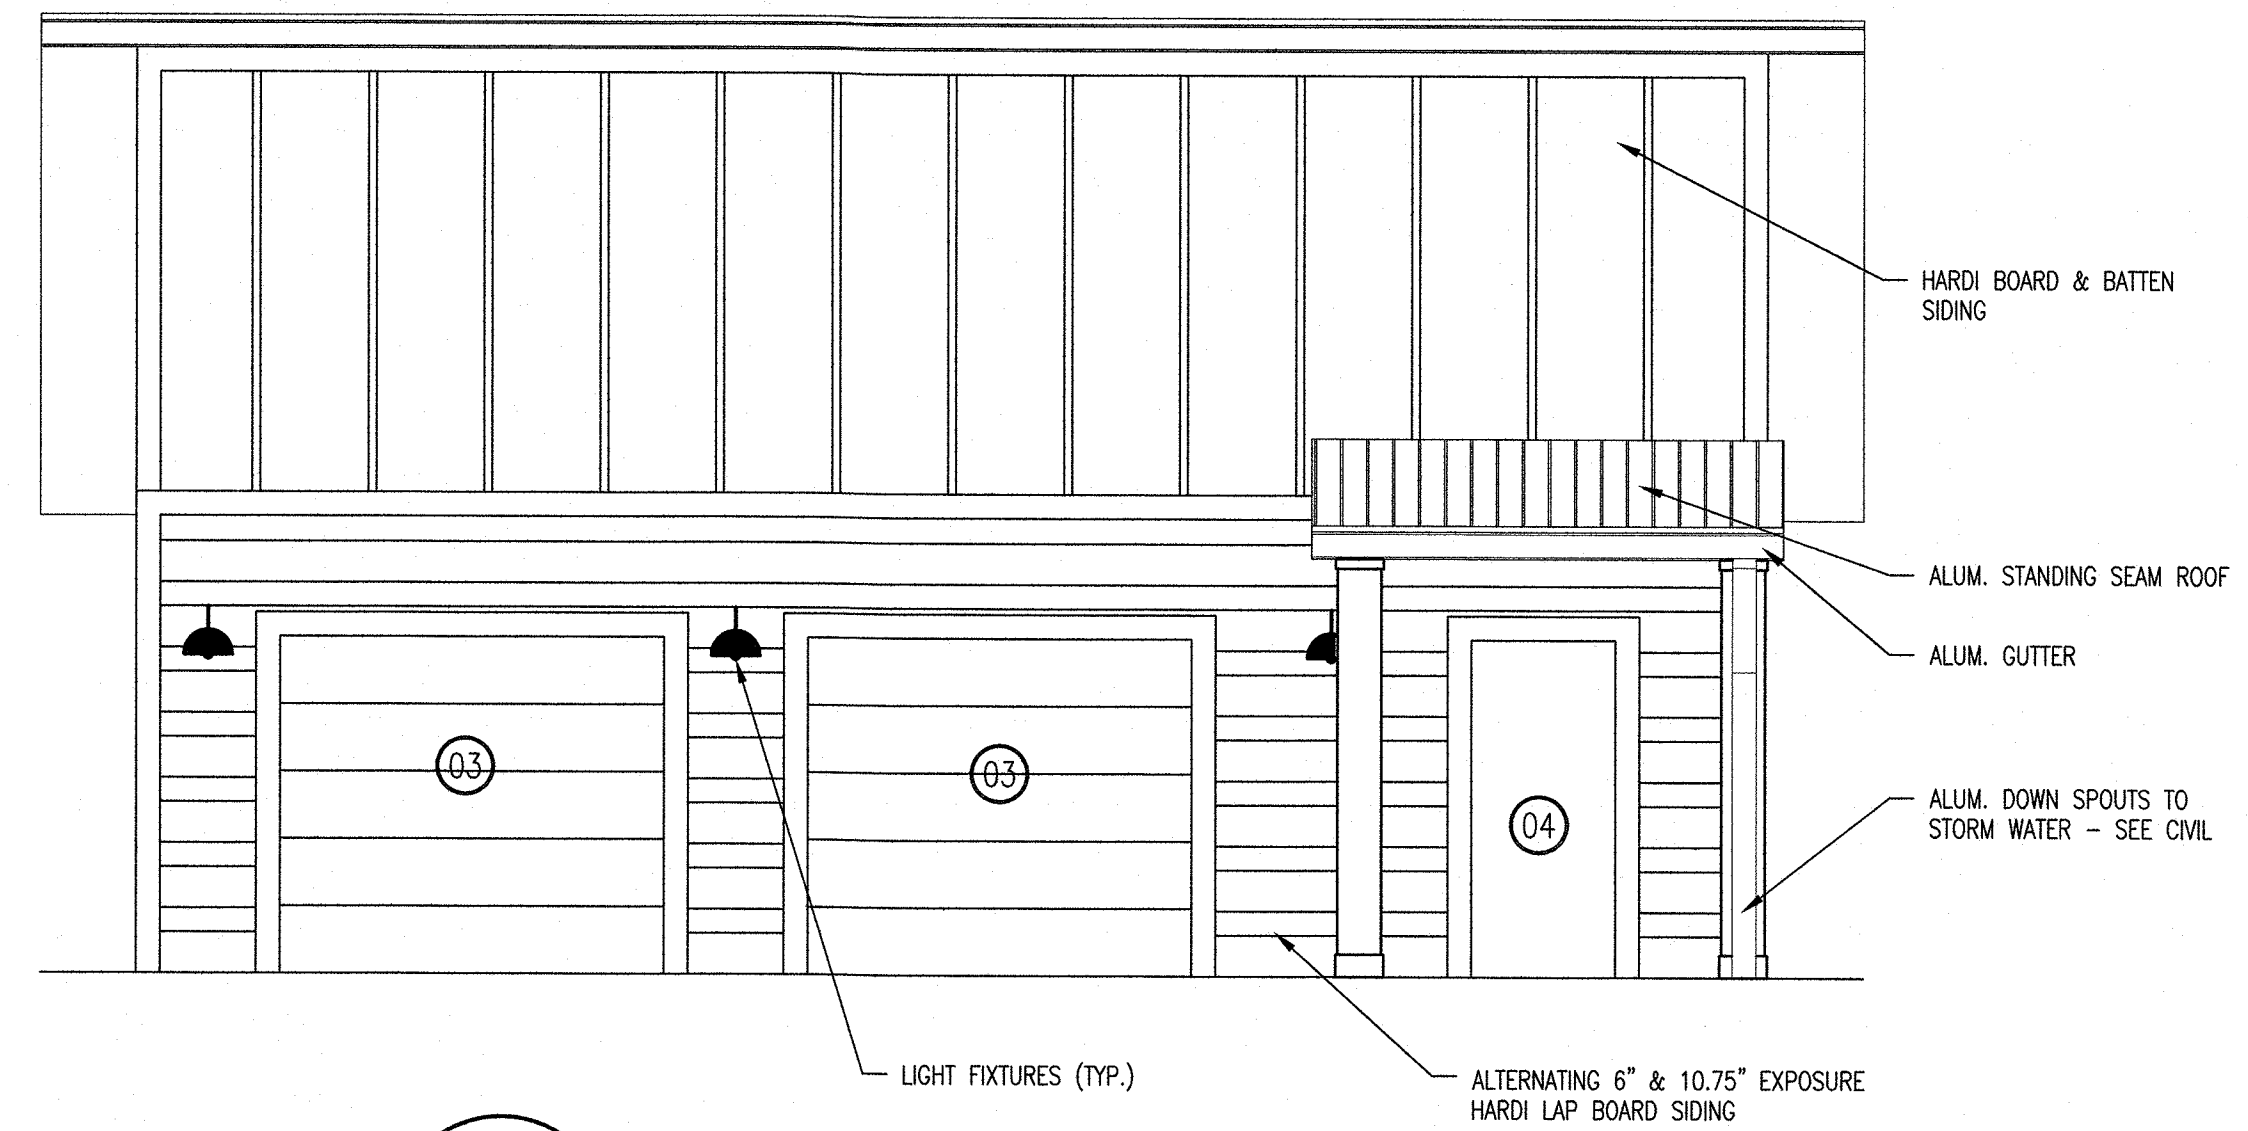 HARDI BOARD & BATTEN
SIDING
ALUM. STANDING SEAM ROOF
ALUM. GUTTER
03
03
04
ALUM. DOWN SPOUTS TO
STORM WATER – SEE CIVIL
LIGHT FIXTURES (TYP.)
ALTERNATING 6" & 10.75" EXPOSURE
HARDI LAP BOARD SIDING